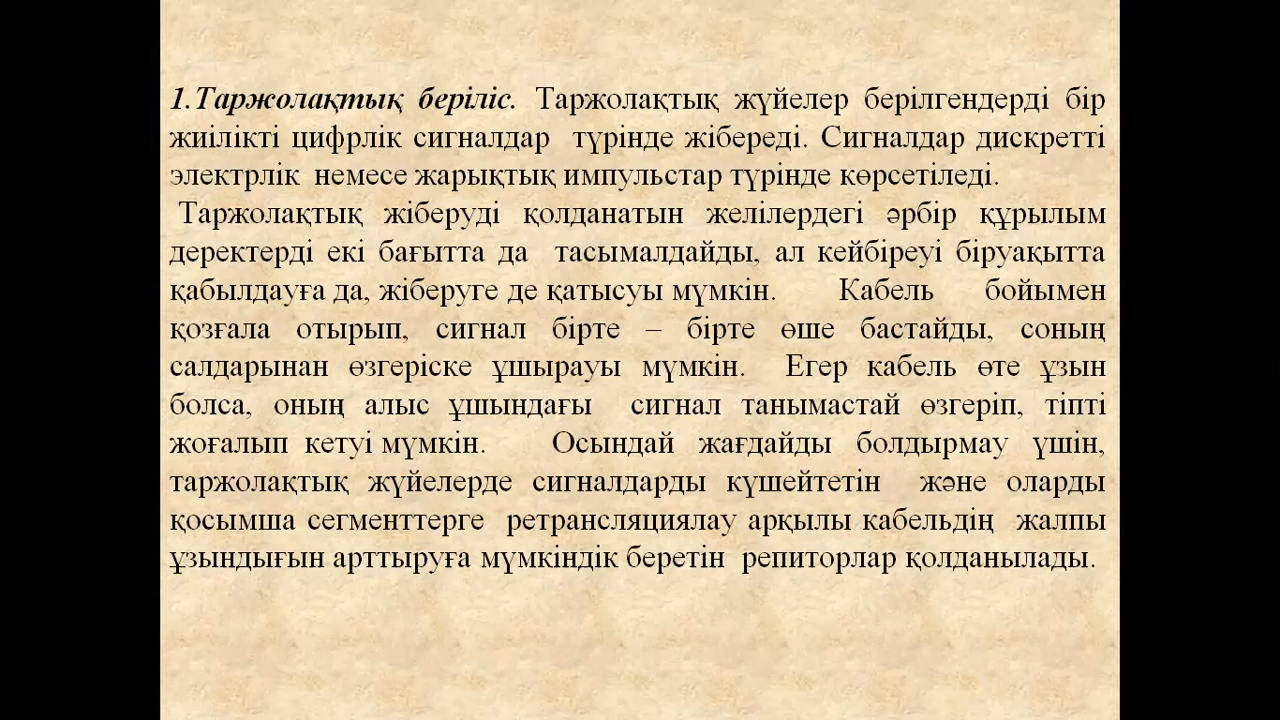 1.Таржолақтық беріліс. Таржолақтық жүйелер берілгендерді бір
жиілікті цифрлік сигналдар түрінде жібереді. Сигналдар дискретті
электрлік немесе жарықтық импульстар түрінде көрсетіледі.
Таржолақтық жіберуді қолданатын желілердегі әрбір құрылым
деректерді екі бағытта да тасымалдайды, ал кейбіреуі біруақытта
қабылдауға да, жіберуге де қатысуы мүмкін. Кабель бойымен
қозғала отырып, сигнал бірте – бірте өше бастайды, соның
салдарынан өзгеріске ұшырауы мүмкін. Егер кабель өте ұзын
болса, оның алыс ұшындағы сигнал танымастай өзгеріп, тіпті
жоғалып кетуі мүмкін. Осындай жағдайды болдырмау үшін,
таржолақтық жүйелерде сигналдарды күшейтетін және оларды
қосымша сегменттерге ретрансляциялау арқылы кабельдің жалпы
ұзындығын арттыруға мүмкіндік беретін репиторлар қолданылады.